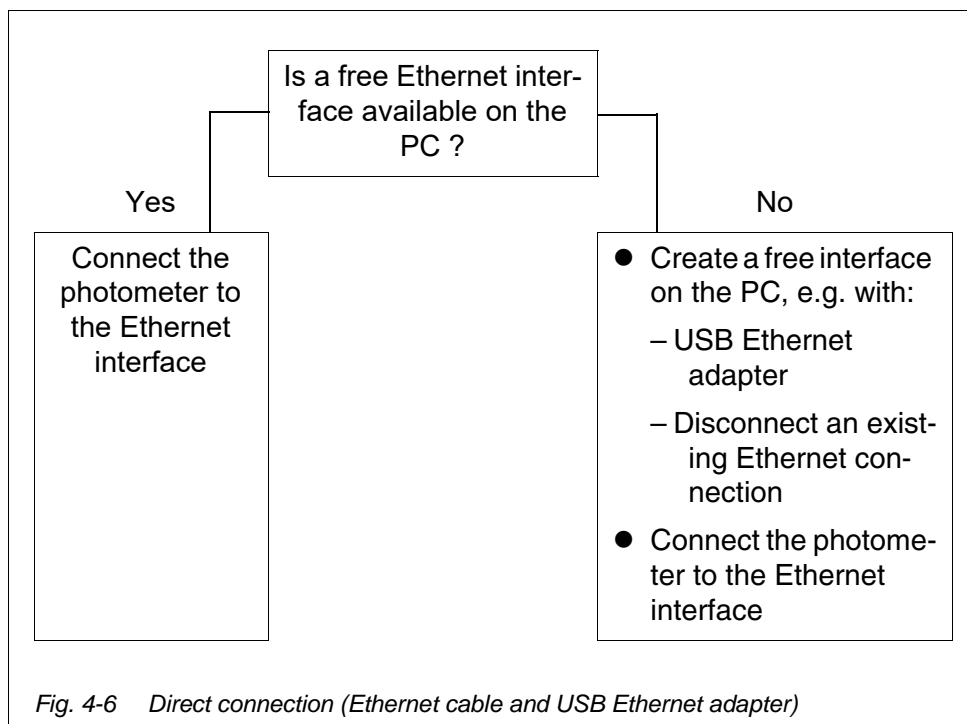 Is a free Ethernet inter-
face available on the
PC ?
Yes
No
Connect the
photometer to
the Ethernet
interface
● Create a free interface
on the PC, e.g. with:
– USB Ethernet
adapter
– Disconnect an exist-
ing Ethernet con-
nection
● Connect the photome-
ter to the Ethernet
interface
Fig. 4-6 Direct connection (Ethernet cable and USB Ethernet adapter)